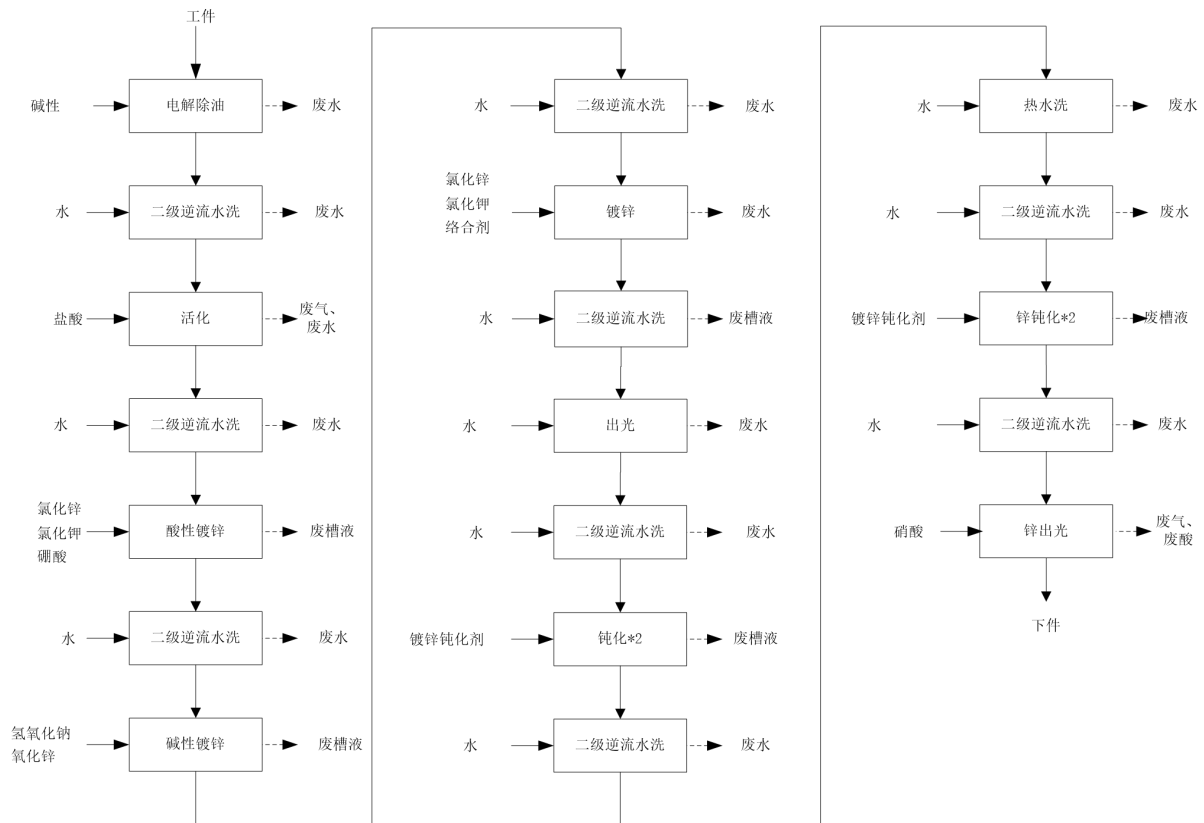 工件
碱性
电解除油
废水
水
二级逆流水洗
废水
盐酸
活化
废气、
废水
水
二级逆流水洗
废水
氯化锌
氯化钾
硼酸
酸性镀锌
废槽液
水
二级逆流水洗
废水
氢氧化钠
氧化锌
碱性镀锌
废槽液
水
二级逆流水洗
废水
氯化锌
氯化钾
络合剂
镀锌
废水
水
二级逆流水洗
废槽液
水
出光
废水
水
二级逆流水洗
废水
镀锌钝化剂
钝化*2
废槽液
水
二级逆流水洗
废水
水
热水洗
废水
水
二级逆流水洗
废水
镀锌钝化剂
锌钝化*2
废槽液
水
二级逆流水洗
废水
硝酸
锌出光
废气、
废酸
下件